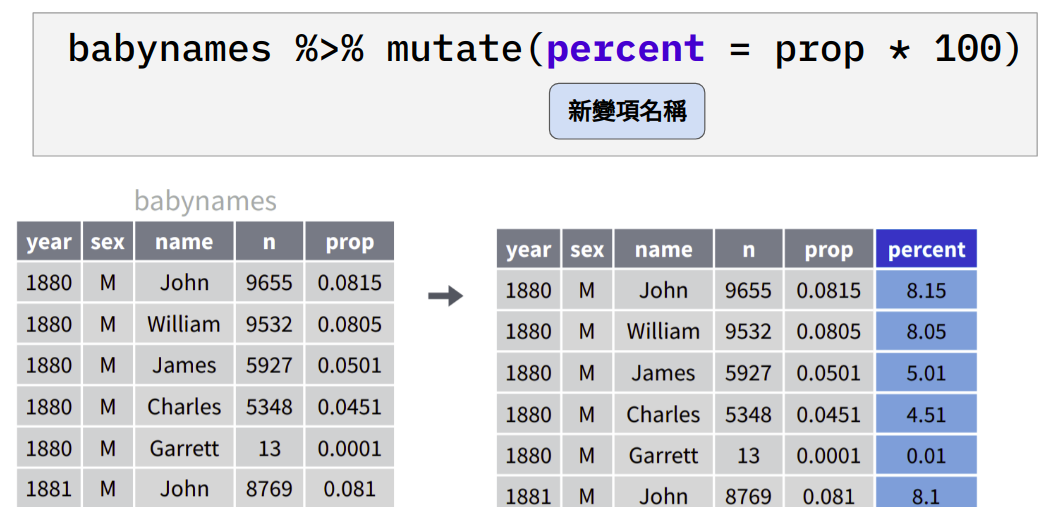 babynames %>% mutate(percent = prop * 100)
新變項名稱
babynames
year sex name n prop
1880 M John 9655 0.0815
1880 M William 9532 0.0805
1880 M James 5927 0.0501
1880 M Charles 5348 0.0451
1880 M Garrett 13 0.0001
1881 M John 8769 0.081
year sex name n prop percent
1880 M John 9655 0.0815 8.15
1880 M William 9532 0.0805 8.05
1880 M James 5927 0.0501 5.01
1880 M Charles 5348 0.0451 4.51
1880 M Garrett 13 0.0001 0.01
1881 M John 8769 0.081 8.1